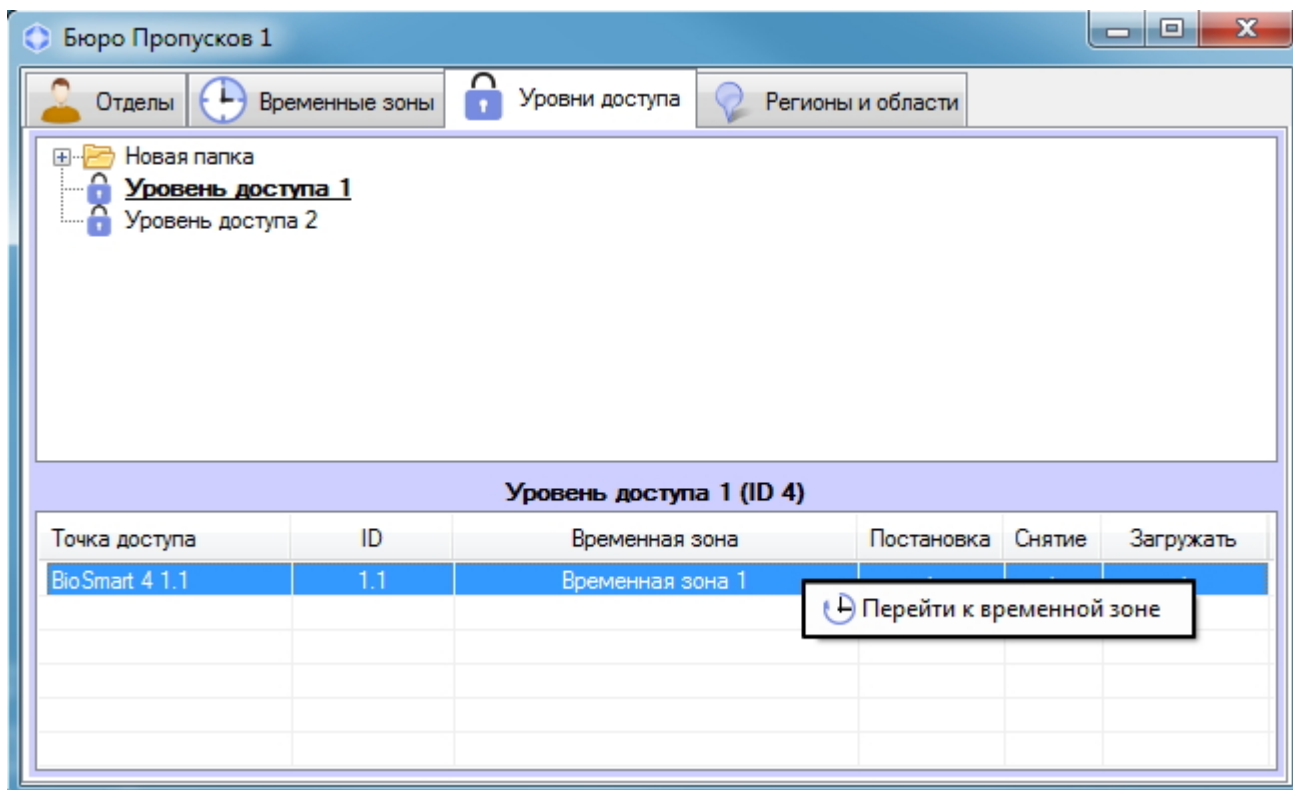 Бюро Пропусков 1
Отделы Временные зоны Уровни доступа Регионы и области
Новая папка
Уровень доступа 1
Уровень доступа 2
Уровень доступа 1 (ID 4)
Точка доступа ID Временная зона Постановка Снятие Загружать
BioSmart 4 1.1 1.1 Временная зона 1
Перейти к временной зоне